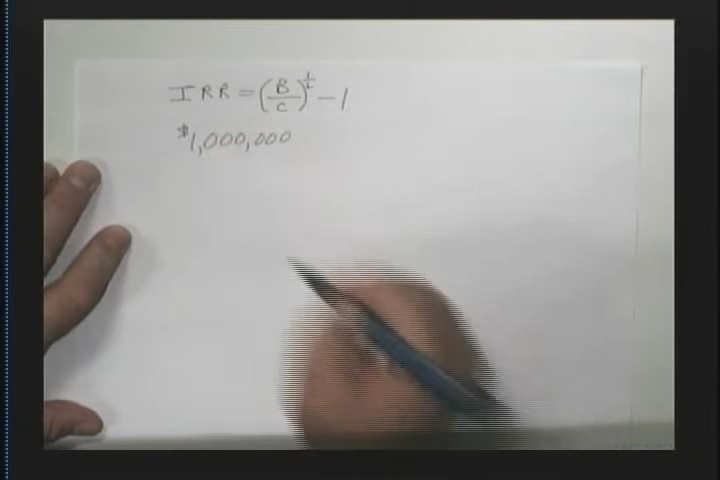 IRR = (B/C)^1/t - 1
$1,000,000